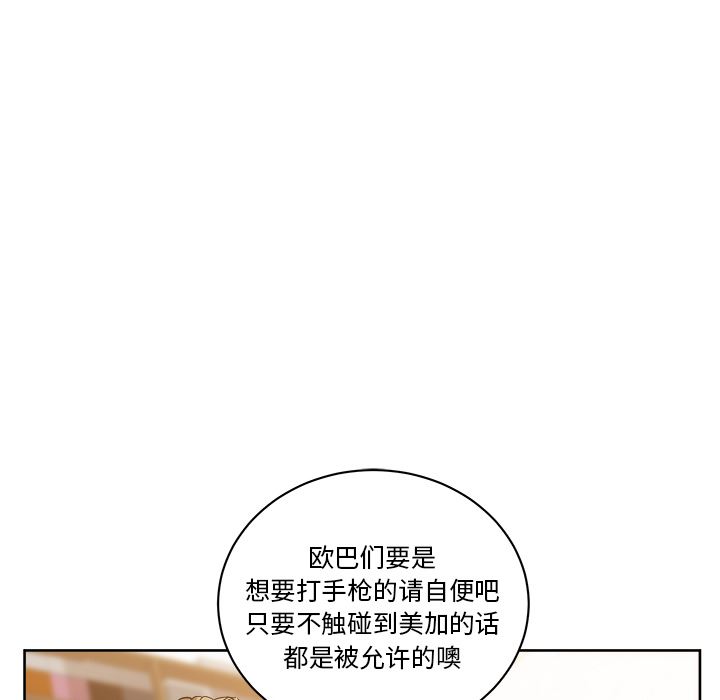 欧巴们要是
想要打手枪的请自便吧
只要不触碰到美加的话
都是被允许的噢